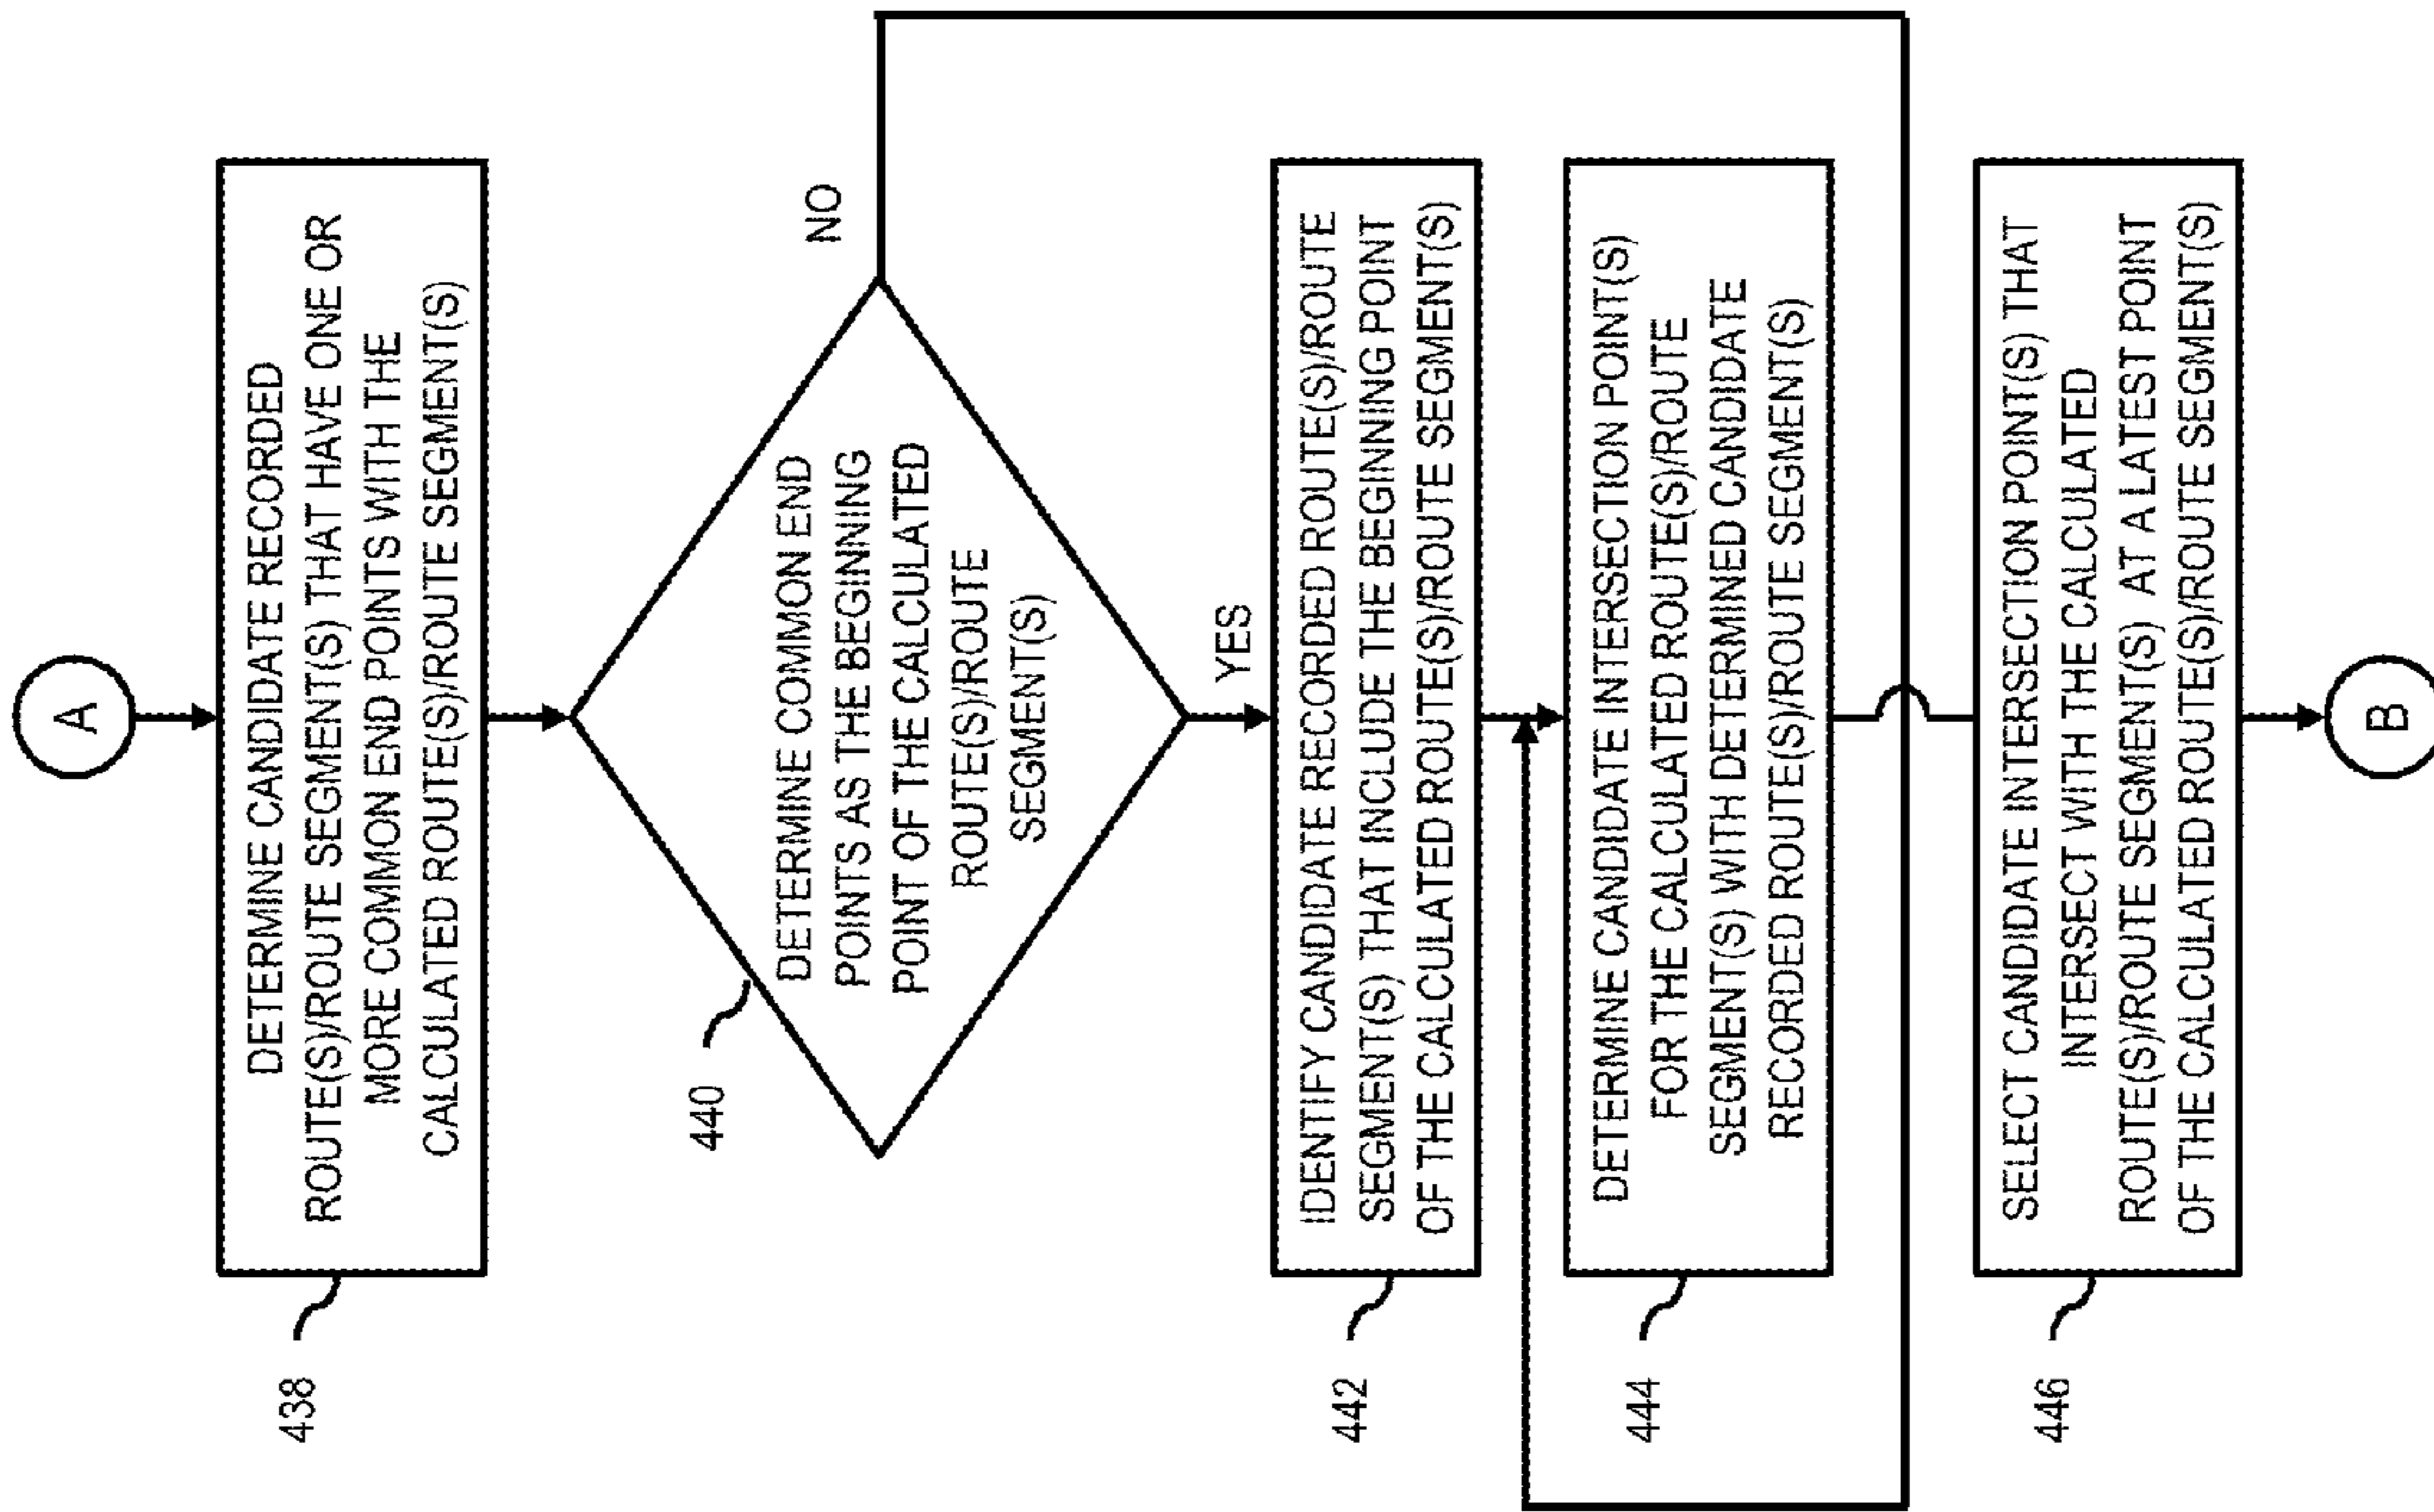 A
DETERMINE CANDIDATE RECORDED
ROUTE(S)/ROUTE SEGMENT(S) THAT HAVE ONE OR
MORE COMMON END POINTS WITH THE
CALCULATED ROUTE(S)/ROUTE SEGMENT(S)
438
DETERMINE COMMON END
POINTS AS THE BEGINNING
POINT OF THE CALCULATED
ROUTE(S)/ROUTE
SEGMENT(S)
440
NO
YES
IDENTIFY CANDIDATE RECORDED ROUTE(S)/ROUTE
SEGMENT(S) THAT INCLUDE THE BEGINNING POINT
OF THE CALCULATED ROUTE(S)/ROUTE SEGMENT(S)
442
DETERMINE CANDIDATE INTERSECTION POINT(S)
FOR THE CALCULATED ROUTE(S)/ROUTE
SEGMENT(S) WITH DETERMINED CANDIDATE
RECORDED ROUTE(S)/ROUTE SEGMENT(S)
444
SELECT CANDIDATE INTERSECTION POINT(S) THAT
INTERSECT WITH THE CALCULATED
ROUTE(S)/ROUTE SEGMENT(S) AT A LATEST POINT
OF THE CALCULATED ROUTE(S)/ROUTE SEGMENT(S)
446
B